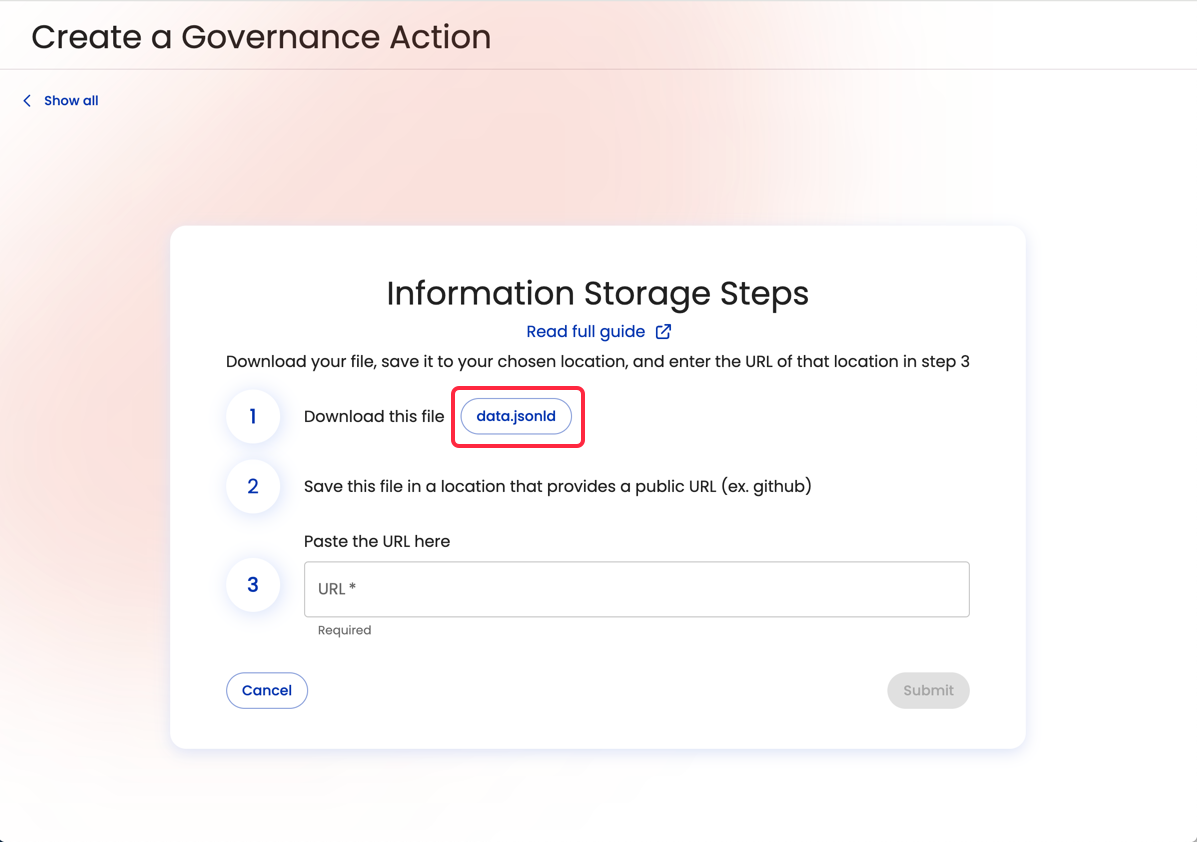 Create a Governance Action
Show all
Information Storage Steps
Read full guide
Download your file, save it to your chosen location, and enter the URL of that location in step 3
1 Download this file data.jsonld
2 Save this file in a location that provides a public URL (ex. github)
Paste the URL here
3 URL *
Required
Cancel Submit